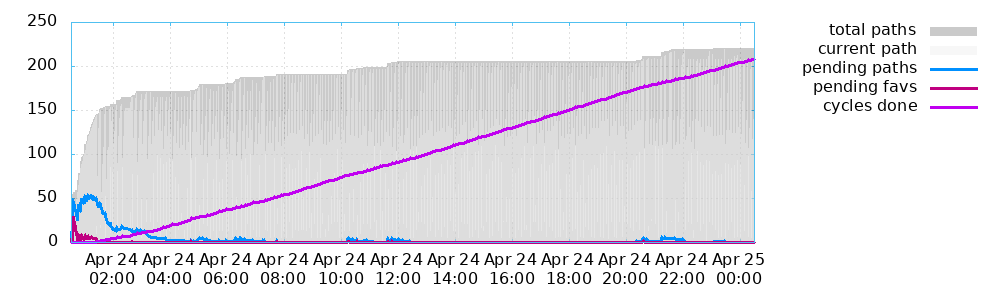 250
200
150
100
50
0
Apr 24 02:00
Apr 24 04:00
Apr 24 06:00
Apr 24 08:00
Apr 24 10:00
Apr 24 12:00
Apr 24 14:00
Apr 24 16:00
Apr 24 18:00
Apr 24 20:00
Apr 24 22:00
Apr 25 00:00
total paths
current path
pending paths
pending favs
cycles done